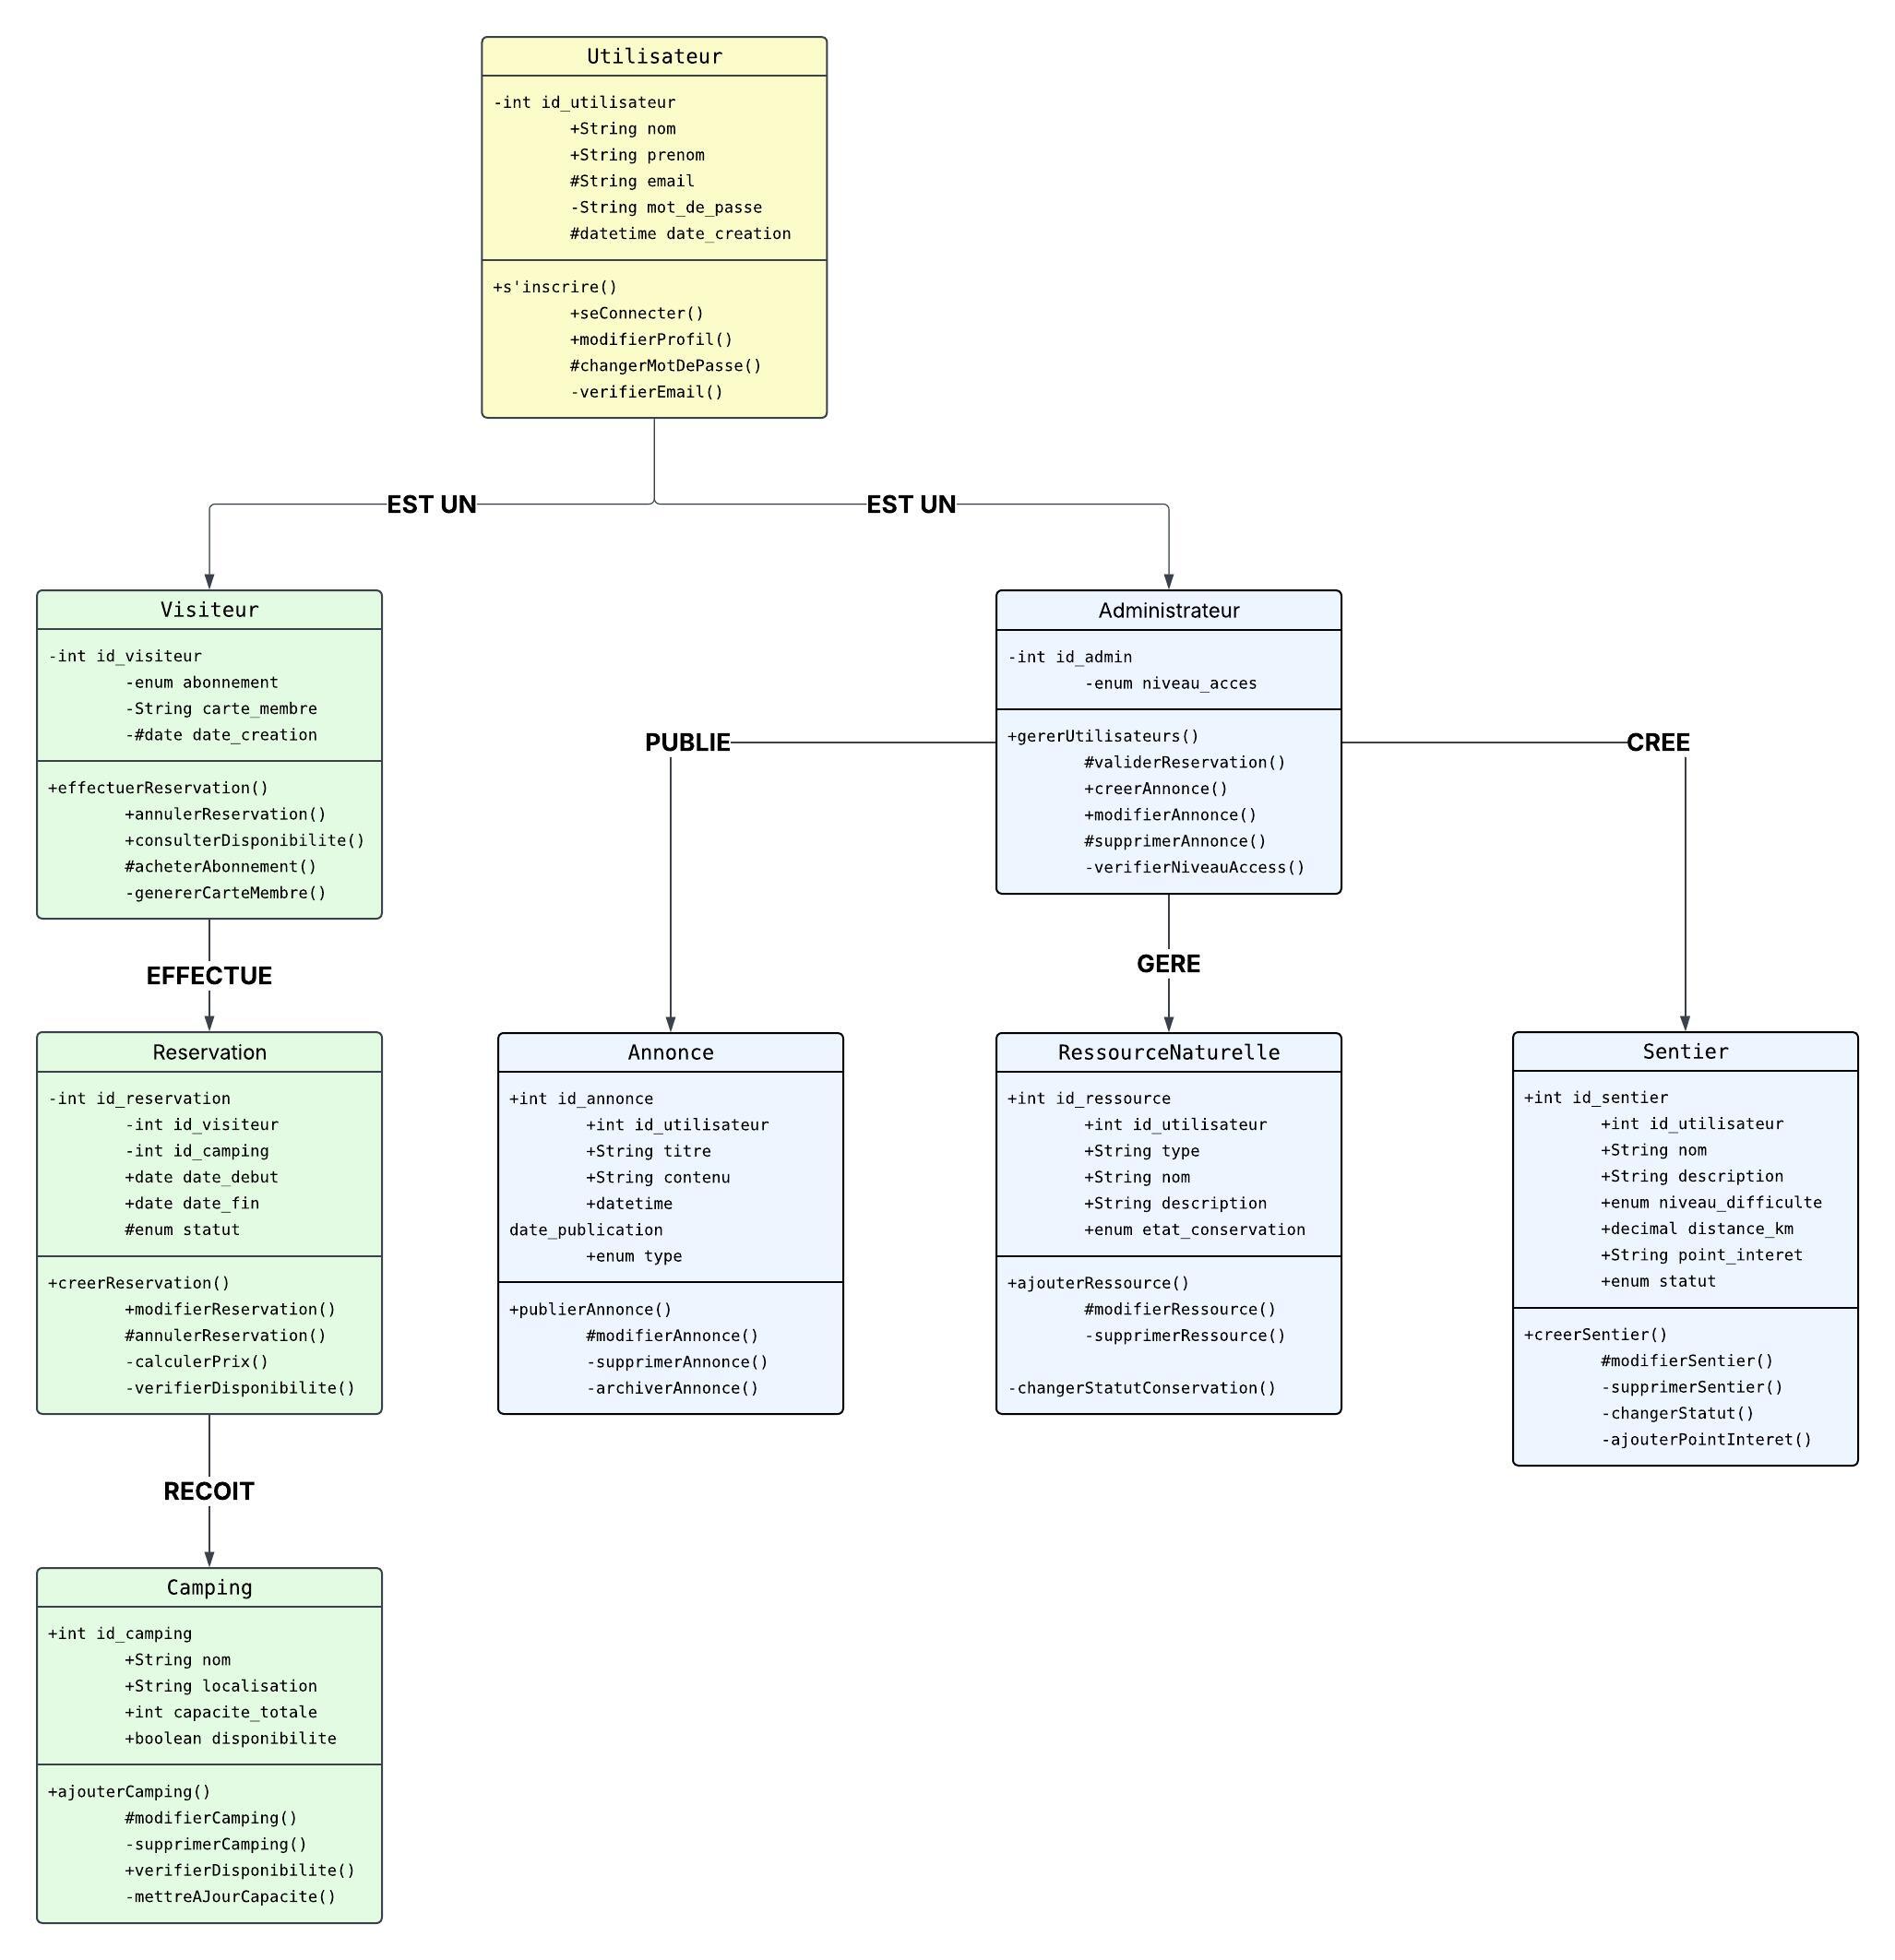 Utilisateur
-int id_utilisateur
+String nom
+String prenom
#String email
-String mot_de_passe
#datetime date_creation
+s'inscrire()
+seConnecter()
+modifierProfil()
#changerMotDePasse()
-verifierEmail()
EST UN
EST UN
Visiteur
-int id_visiteur
-enum abonnement
-String carte_membre
-#date date_creation
+effectuerReservation()
+annulerReservation()
+consulterDisponibilite()
#acheterAbonnement()
-genererCarteMembre()
Administrateur
-int id_admin
-enum niveau_acces
+gererUtilisateurs()
#validerReservation()
+creerAnnonce()
+modifierAnnonce()
#supprimerAnnonce()
-verifierNiveauAccess()
PUBLIE
CREE
EFFECTUE
GERE
Reservation
-int id_reservation
-int id_visiteur
-int id_camping
+date date_debut
+date date_fin
#enum statut
+creerReservation()
+modifierReservation()
#annulerReservation()
-calculerPrix()
-verifierDisponibilite()
Annonce
+int id_annonce
+int id_utilisateur
+String titre
+String contenu
+datetime
date_publication
+enum type
+publierAnnonce()
#modifierAnnonce()
-supprimerAnnonce()
-archiverAnnonce()
RessourceNaturelle
+int id_ressource
+int id_utilisateur
+String type
+String nom
+String description
+enum etat_conservation
+ajouterRessource()
#modifierRessource()
-supprimerRessource()
-changerStatutConservation()
Sentier
+int id_sentier
+int id_utilisateur
+String nom
+String description
+enum niveau_difficulte
+decimal distance_km
+String point_interet
+enum statut
+creerSentier()
#modifierSentier()
-supprimerSentier()
-changerStatut()
-ajouterPointInteret()
RECOIT
Camping
+int id_camping
+String nom
+String localisation
+int capacite_totale
+boolean disponibilite
+ajouterCamping()
#modifierCamping()
-supprimerCamping()
+verifierDisponibilite()
-mettreAJourCapacite()